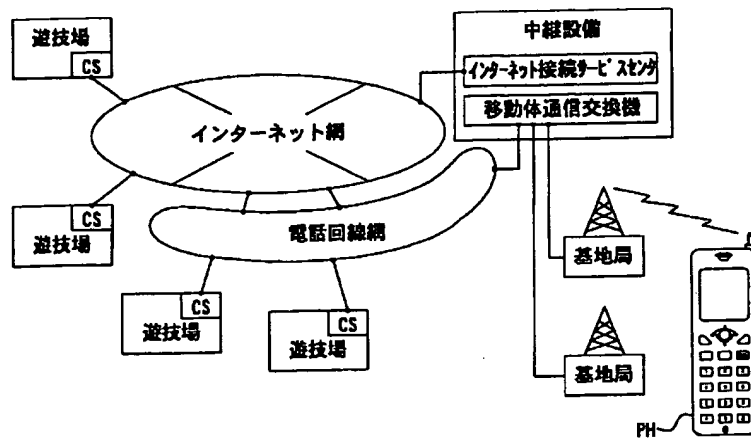 遊技場
CS
中継設備
インターネット接続サービスセンタ
移動体通信交換機
インターネット網
CS
遊技場
電話回線網
基地局
CS
遊技場
CS
遊技場
基地局
PH